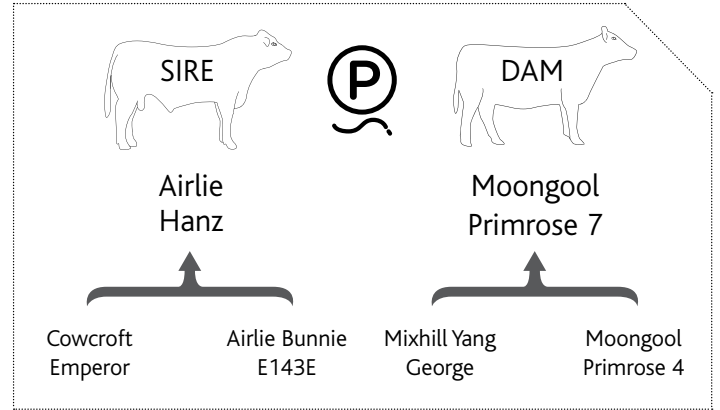 SIRE
P
DAM
Airlie
Hanz
Moongool
Primrose 7
Cowcroft
Emperor
Airlie Bunnie
E143E
Mixhill Yang
George
Moongool
Primrose 4